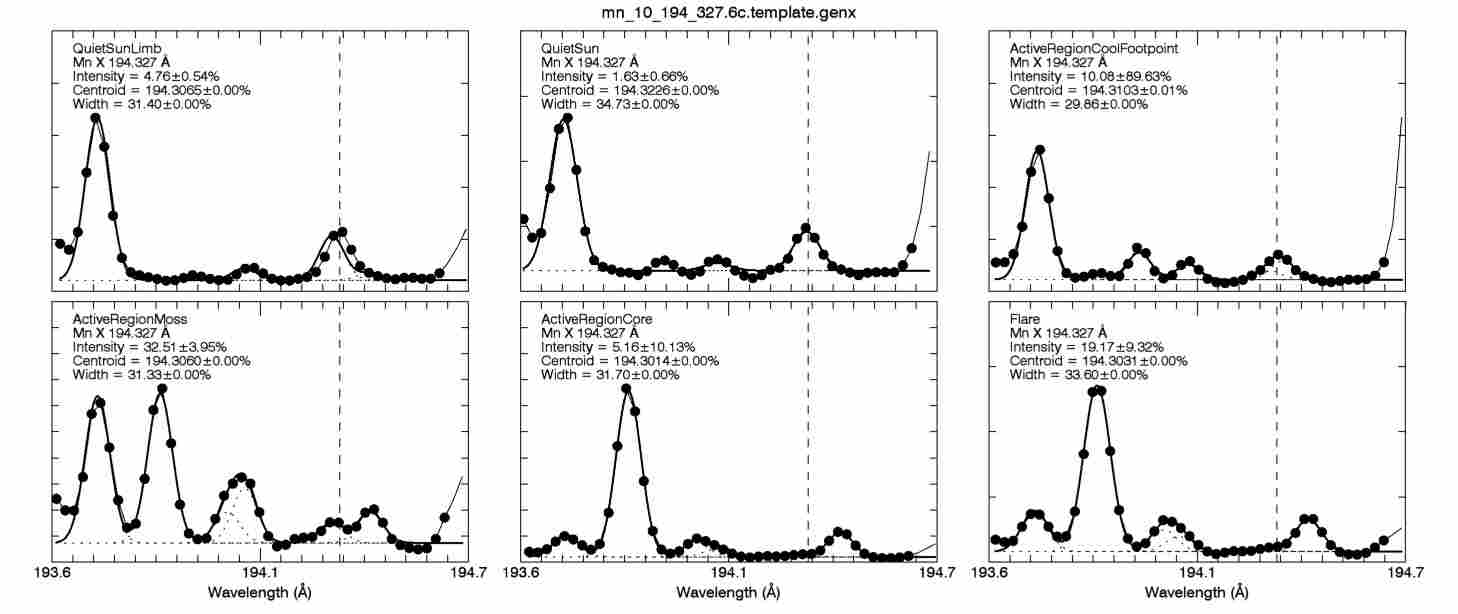 mn_10_194_327.6c.template.genx
QuietSunLimb
Mn X 194.327 Å
Intensity = 4.76±0.54%
Centroid = 194.3065±0.00%
Width = 31.40±0.00%
QuietSun
Mn X 194.327 Å
Intensity = 1.63±0.66%
Centroid = 194.3226±0.00%
Width = 34.73±0.00%
ActiveRegionCoolFootpoint
Mn X 194.327 Å
Intensity = 10.08±89.63%
Centroid = 194.3103±0.01%
Width = 29.86±0.00%
ActiveRegionMoss
Mn X 194.327 Å
Intensity = 32.51±3.95%
Centroid = 194.3060±0.00%
Width = 31.33±0.00%
ActiveRegionCore
Mn X 194.327 Å
Intensity = 5.16±10.13%
Centroid = 194.3014±0.00%
Width = 31.70±0.00%
Flare
Mn X 194.327 Å
Intensity = 19.17±9.32%
Centroid = 194.3031±0.00%
Width = 33.60±0.00%
193.6 194.1 194.7
Wavelength (Å)
193.6 194.1 194.7
Wavelength (Å)
193.6 194.1 194.7
Wavelength (Å)